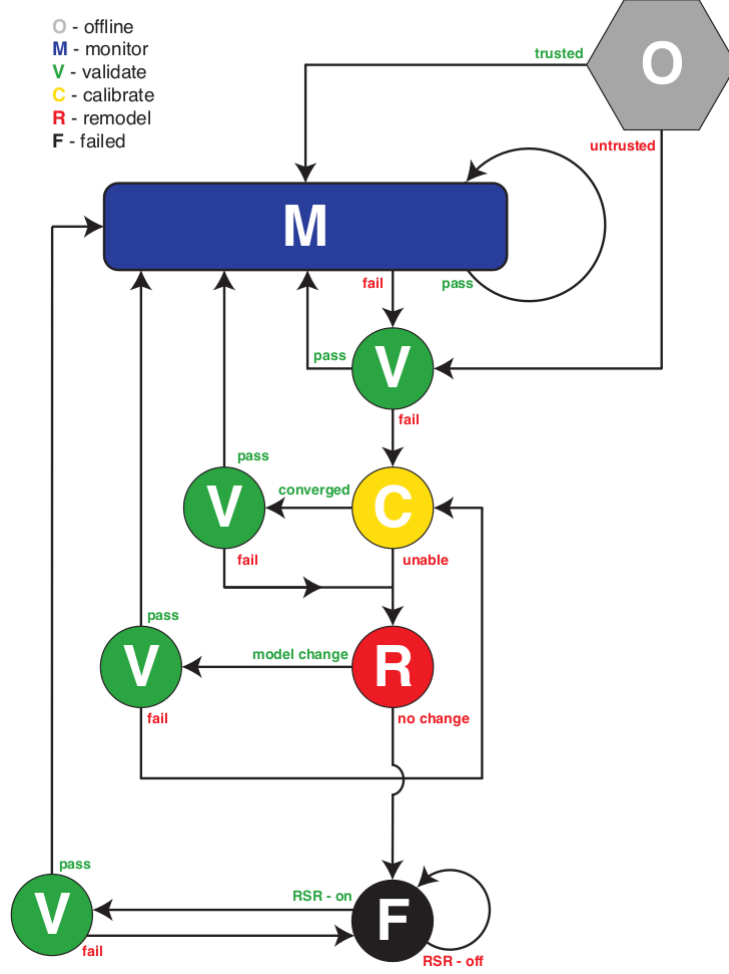 O - offline
M - monitor
V - validate
C - calibrate
R - remodel
F - failed
trusted
O
untrusted
M
fail
pass
pass
V
fail
pass
converged
V
C
fail
unable
pass
model change
V
R
fail
no change
pass
RSR - on
V
F
fail
RSR - off